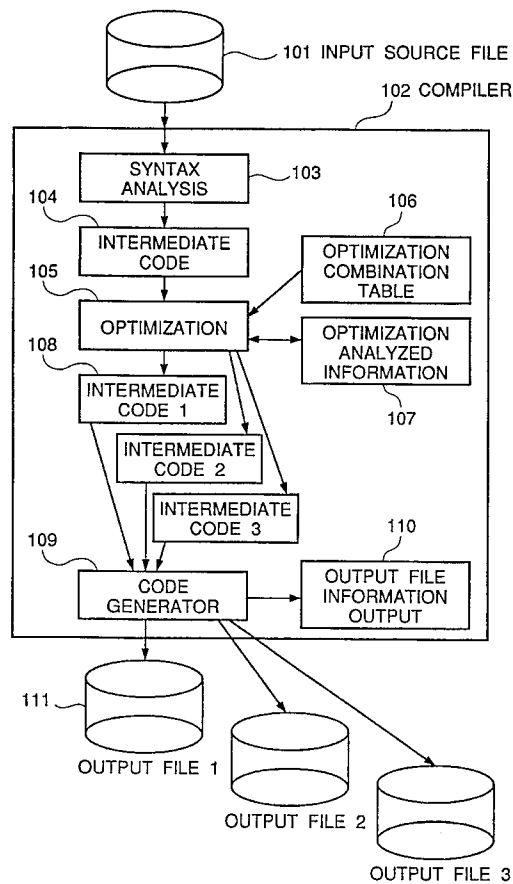 101 INPUT SOURCE FILE
102 COMPILER
SYNTAX
ANALYSIS
103
104
INTERMEDIATE
CODE
106
OPTIMIZATION
COMBINATION
TABLE
105
OPTIMIZATION
OPTIMIZATION
ANALYZED
INFORMATION
107
108
INTERMEDIATE
CODE 1
INTERMEDIATE
CODE 2
INTERMEDIATE
CODE 3
109
CODE
GENERATOR
110
OUTPUT FILE
INFORMATION
OUTPUT
111
OUTPUT FILE 1
OUTPUT FILE 2
OUTPUT FILE 3